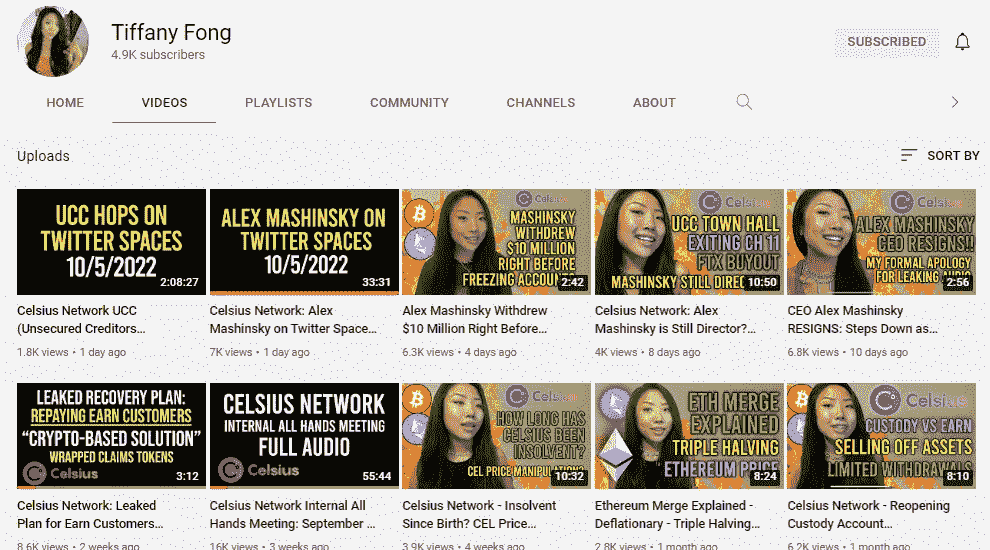 Tiffany Fong
4.9K subscribers
SUBSCRIBED
HOME VIDEOS PLAYLISTS COMMUNITY CHANNELS ABOUT
Uploads
SORT BY
UCC HOPS ON
TWITTER SPACES
10/5/2022
2:08:27
ALEX MASHINSKY ON
TWITTER SPACES
10/5/2022
33:31
Celsius
MASHINSKY
WITHDREW
$10 MILLION
RIGHT BEFORE
FREEZING ACCOUN
2:42
Celsius
UCC TOWN HALL
EXITING CH 11
FTX BUYOUT
MASHINSKY STILL DIREC
10:50
Celsius
ALEX MASHINSKY
CEO RESIGNS!!
MY FORMAL APOLOGY
FOR LEAKING AUDIO
2:56
Celsius Network UCC
(Unsecured Creditors...
1.8K views • 1 day ago
Celsius Network: Alex
Mashinsky on Twitter Space...
7K views • 1 day ago
Alex Mashinsky Withdrew
$10 Million Right Before...
6.3K views • 4 days ago
Celsius Network: Alex
Mashinsky is Still Director?...
4K views • 8 days ago
CEO Alex Mashinsky
RESIGNS: Steps Down as...
6.8K views • 10 days ago
LEAKED RECOVERY PLAN:
REPAYING EARN CUSTOMERS
“CRYPTO-BASED SOLUTION”
WRAPPED CLAIMS TOKENS
Celsius
3:12
CELSIUS NETWORK
INTERNAL ALL HANDS MEETING:
FULL AUDIO
Celsius
55:44
Celsius
HOW LONG HAS
CELSIUS BEEN
INSOLVENT?
CEL PRICE MANIPULATION?
10:32
ETH MERGE
EXPLAINED
TRIPLE HALVING
ETHEREUM PRICE
8:24
Celsius
CUSTODY VS EARN
SELLING OFF ASSETS
LIMITED WITHDRAWALS
8:10
Celsius Network: Leaked
Plan for Earn Customers...
8.6K views • 2 weeks ago
Celsius Network Internal All
Hands Meeting: September ...
16K views • 3 weeks ago
Celsius Network - Insolvent
Since Birth? CEL Price...
3.9K views • 4 weeks ago
Ethereum Merge Explained -
Deflationary - Triple Halving...
2.8K views • 1 month ago
Celsius Network - Reopening
Custody Account...
6.2K views • 1 month ago